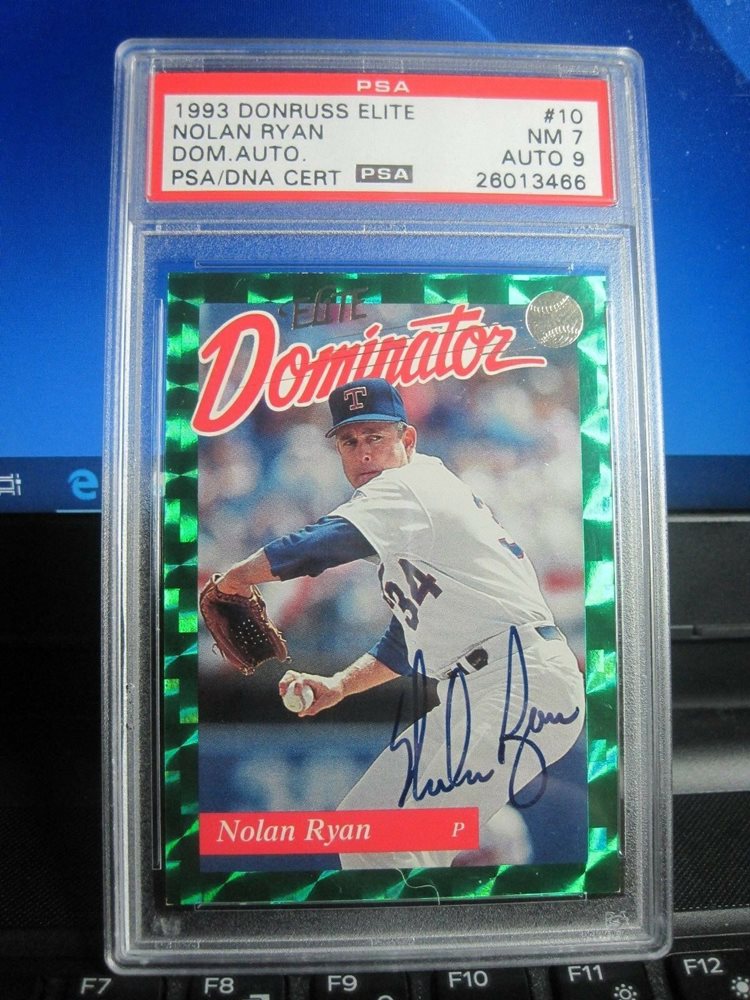 PSA
1993 DONRUSS ELITE #10
NOLAN RYAN NM 7
DOM.AUTO. AUTO 9
PSA/DNA CERT PSA 26013466
ELITE
Dominator
T
34
Nolan Ryan
Nolan Ryan P
F7 F8 F9 F10 F11 F12